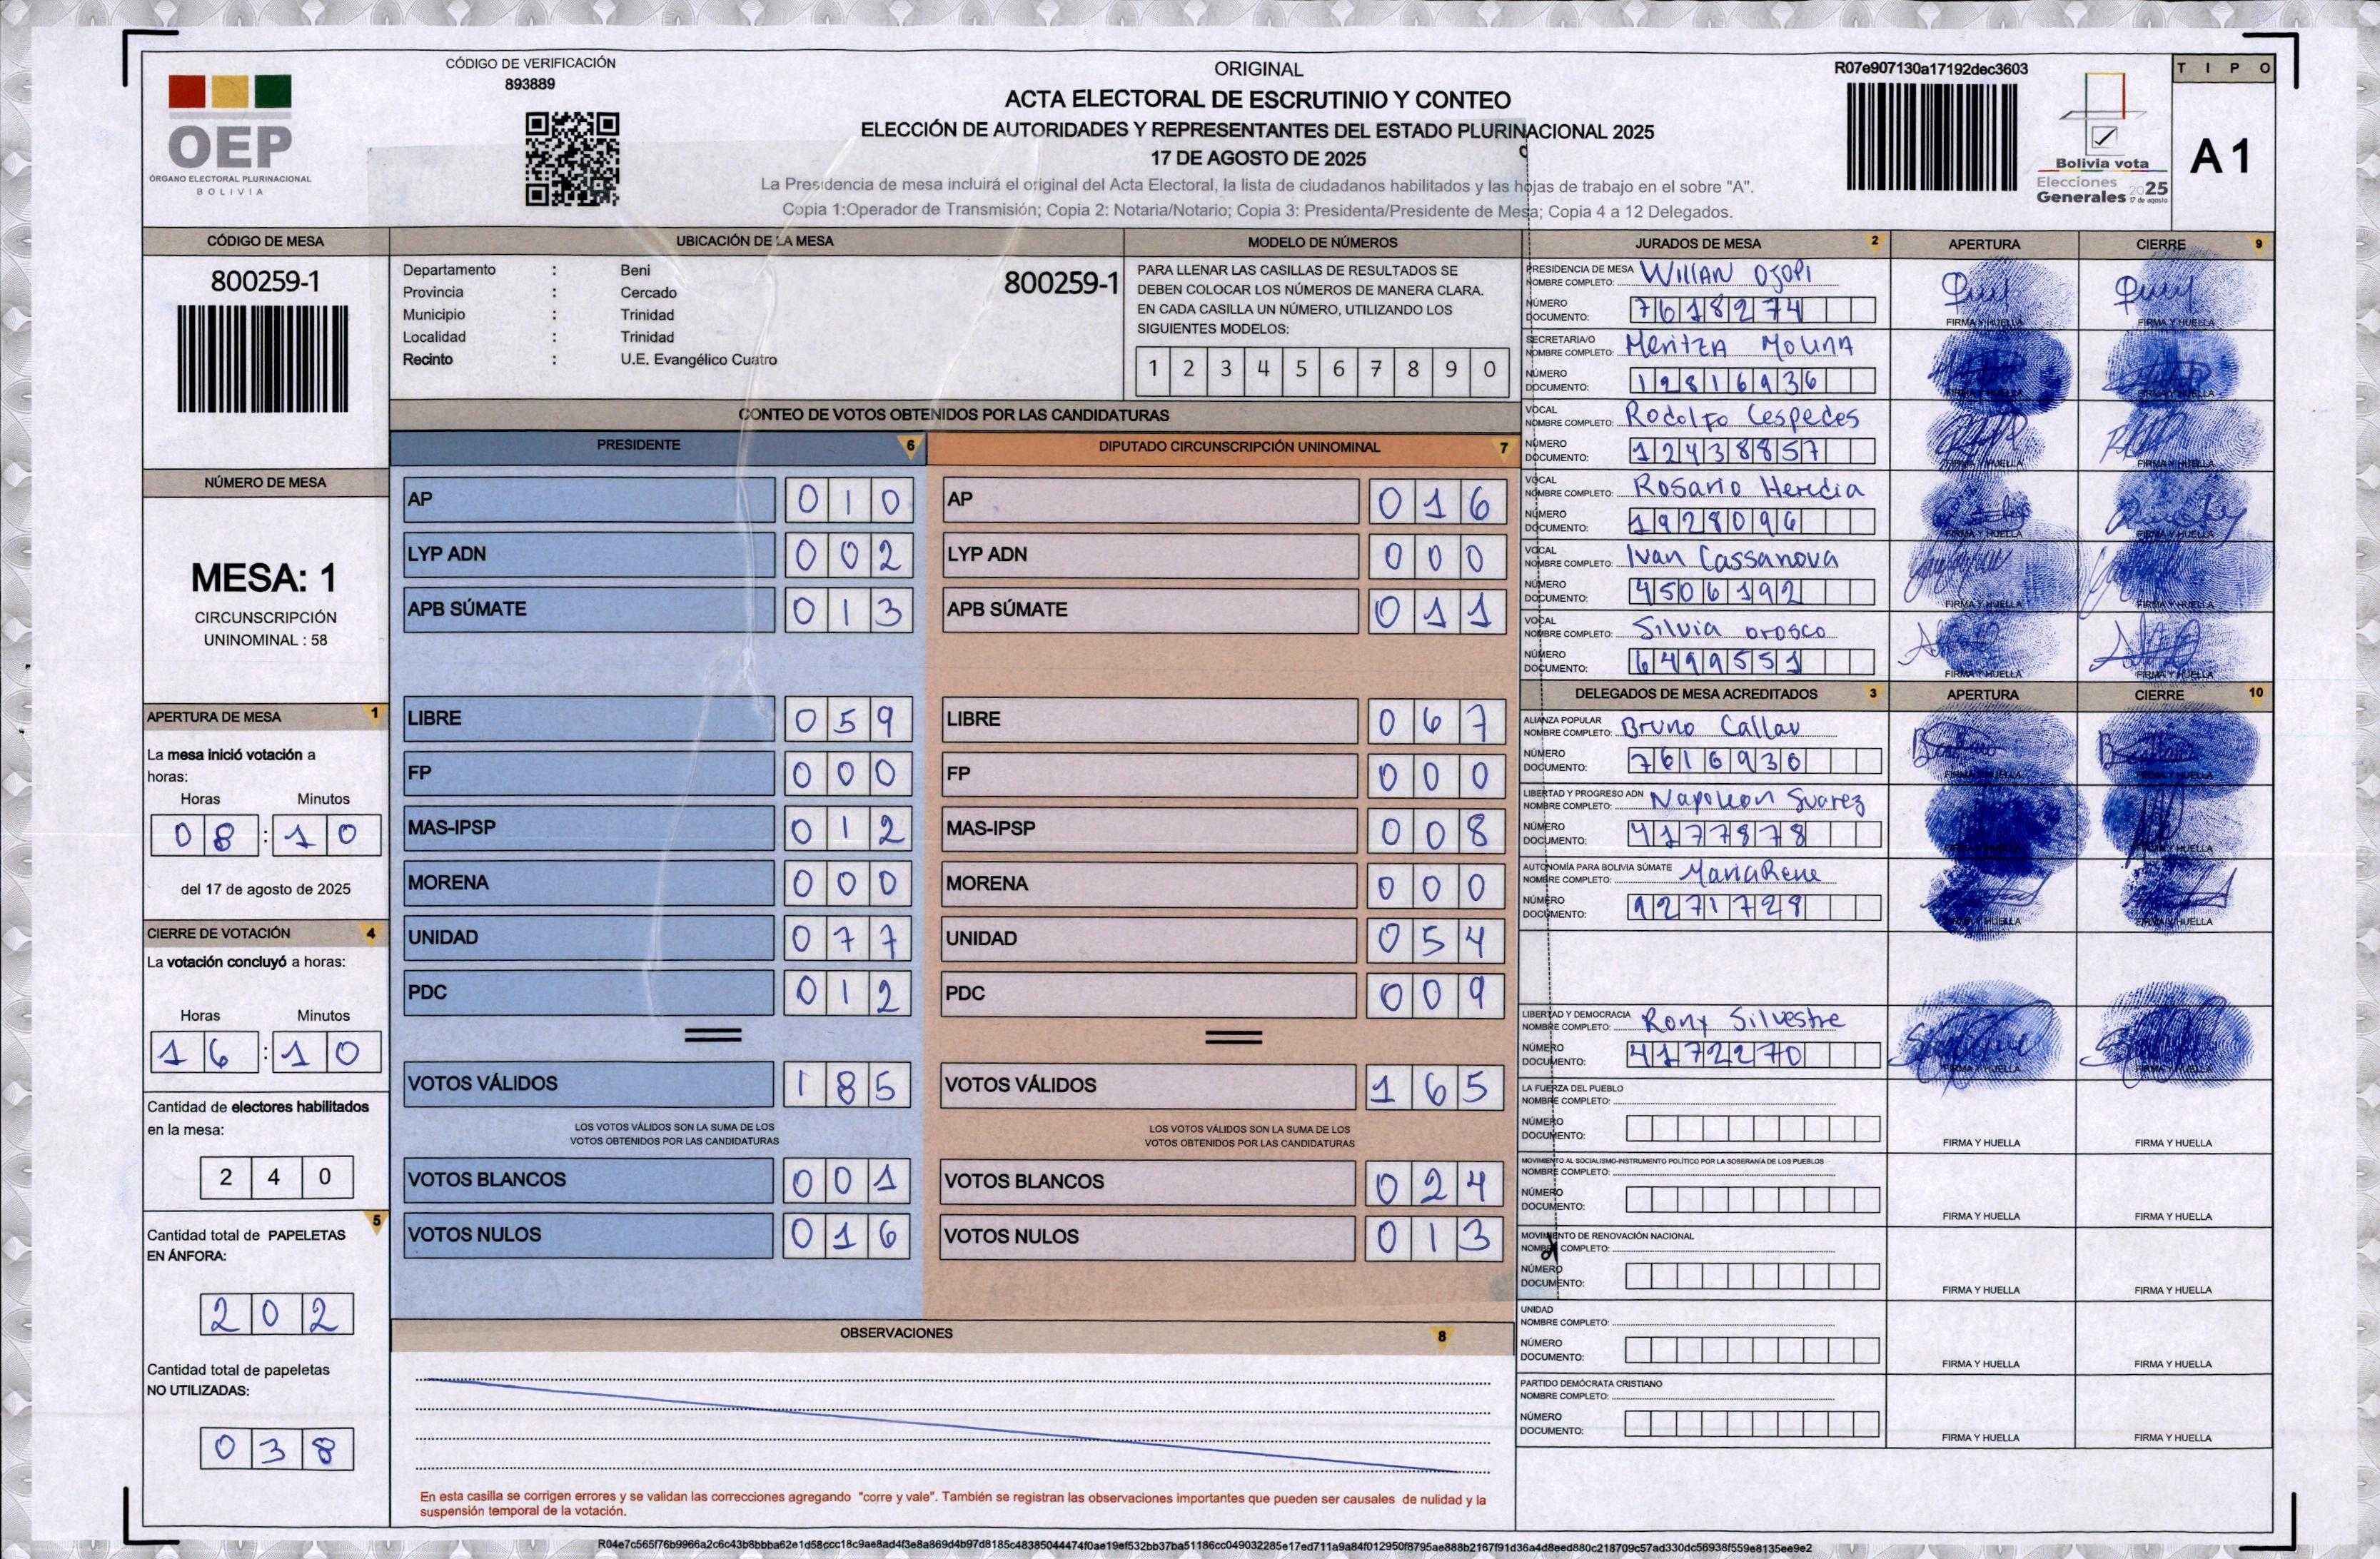 CÓDIGO DE VERIFICACIÓN
893889
OEP
ÓRGANO ELECTORAL PLURINACIONAL
BOLIVIA
ORIGINAL
ACTA ELECTORAL DE ESCRUTINIO Y CONTEO
ELECCIÓN DE AUTORIDADES Y REPRESENTANTES DEL ESTADO PLURINACIONAL 2025
17 DE AGOSTO DE 2025
La Presidencia de mesa incluirá el original del Acta Electoral, la lista de ciudadanos habilitados y las hojas de trabajo en el sobre "A".
Copia 1:Operador de Transmisión; Copia 2: Notaria/Notario; Copia 3: Presidenta/Presidente de Mesa; Copia 4 a 12 Delegados.
R07e907130a17192dec3603
Bolivia vota
Elecciones
Generales 2025
17 de agosto
TIPO
A1
CÓDIGO DE MESA
800259-1
NÚMERO DE MESA
MESA: 1
CIRCUNSCRIPCIÓN
UNINOMINAL : 58
APERTURA DE MESA 1
La mesa inició votación a
horas:
Horas Minutos
08 : 10
del 17 de agosto de 2025
CIERRE DE VOTACIÓN 4
La votación concluyó a horas:
Horas Minutos
16 : 10
Cantidad de electores habilitados
en la mesa:
240
5
Cantidad total de PAPELETAS
EN ÁNFORA:
202
Cantidad total de papeletas
NO UTILIZADAS:
038
UBICACIÓN DE LA MESA
Departamento : Beni
800259-1
Provincia : Cercado
Municipio : Trinidad
Localidad : Trinidad
Recinto : U.E. Evangélico Cuatro
MODELO DE NÚMEROS
PARA LLENAR LAS CASILLAS DE RESULTADOS SE
DEBEN COLOCAR LOS NÚMEROS DE MANERA CLARA.
EN CADA CASILLA UN NÚMERO, UTILIZANDO LOS
SIGUIENTES MODELOS:
1 2 3 4 5 6 7 8 9 0
CONTEO DE VOTOS OBTENIDOS POR LAS CANDIDATURAS
PRESIDENTE 6
AP 010
LYP ADN 002
APB SÚMATE 013
LIBRE 059
FP 000
MAS-IPSP 012
MORENA 000
UNIDAD 077
PDC 012
VOTOS VÁLIDOS 185
LOS VOTOS VÁLIDOS SON LA SUMA DE LOS
VOTOS OBTENIDOS POR LAS CANDIDATURAS
VOTOS BLANCOS 001
VOTOS NULOS 016
DIPUTADO CIRCUNSCRIPCIÓN UNINOMINAL 7
AP 016
LYP ADN 000
APB SÚMATE 011
LIBRE 067
FP 000
MAS-IPSP 008
MORENA 000
UNIDAD 054
PDC 009
VOTOS VÁLIDOS 165
LOS VOTOS VÁLIDOS SON LA SUMA DE LOS
VOTOS OBTENIDOS POR LAS CANDIDATURAS
VOTOS BLANCOS 024
VOTOS NULOS 013
OBSERVACIONES 8
En esta casilla se corrigen errores y se validan las correcciones agregando "corre y vale". También se registran las observaciones importantes que pueden ser causales de nulidad y la
suspensión temporal de la votación.
JURADOS DE MESA 2 APERTURA CIERRE 9
PRESIDENCIA DE MESA
NOMBRE COMPLETO: Willan Ojopi
NÚMERO
DOCUMENTO: 7618274
FIRMA Y HUELLA FIRMA Y HUELLA
SECRETARIA/O
NOMBRE COMPLETO: Meritza Molina
NÚMERO
DOCUMENTO: 12816936
VOCAL
NOMBRE COMPLETO: Rodolfo Cespedes
NÚMERO
DOCUMENTO: 12438857
FIRMA Y HUELLA FIRMA Y HUELLA
VOCAL
NOMBRE COMPLETO: Rosario Heredia
NÚMERO
DOCUMENTO: 1928096
FIRMA Y HUELLA FIRMA Y HUELLA
VOCAL
NOMBRE COMPLETO: Ivan Cassanova
NÚMERO
DOCUMENTO: 4506192
FIRMA Y HUELLA FIRMA Y HUELLA
VOCAL
NOMBRE COMPLETO: Silvia Orosco
NÚMERO
DOCUMENTO: 6499551
FIRMA Y HUELLA FIRMA Y HUELLA
DELEGADOS DE MESA ACREDITADOS 3 APERTURA CIERRE 10
ALIANZA POPULAR
NOMBRE COMPLETO: Bruno Callau
NÚMERO
DOCUMENTO: 7616930
FIRMA Y HUELLA FIRMA Y HUELLA
LIBERTAD Y PROGRESO ADN
NOMBRE COMPLETO: Napoleon Suarez
NÚMERO
DOCUMENTO: 4177878
FIRMA Y HUELLA
AUTONOMÍA PARA BOLIVIA SÚMATE
NOMBRE COMPLETO: Maria Rene
NÚMERO
DOCUMENTO: 9271728
FIRMA Y HUELLA FIRMA Y HUELLA
LIBERTAD Y DEMOCRACIA
NOMBRE COMPLETO: Rony Silvestre
NÚMERO
DOCUMENTO: 4172270
FIRMA Y HUELLA FIRMA Y HUELLA
LA FUERZA DEL PUEBLO
NOMBRE COMPLETO:
NÚMERO
DOCUMENTO:
FIRMA Y HUELLA FIRMA Y HUELLA
MOVIMIENTO AL SOCIALISMO-INSTRUMENTO POLÍTICO POR LA SOBERANÍA DE LOS PUEBLOS
NOMBRE COMPLETO:
NÚMERO
DOCUMENTO:
FIRMA Y HUELLA FIRMA Y HUELLA
MOVIMIENTO DE RENOVACIÓN NACIONAL
NOMBRE COMPLETO:
NÚMERO
DOCUMENTO:
FIRMA Y HUELLA FIRMA Y HUELLA
UNIDAD
NOMBRE COMPLETO:
NÚMERO
DOCUMENTO:
FIRMA Y HUELLA FIRMA Y HUELLA
PARTIDO DEMÓCRATA CRISTIANO
NOMBRE COMPLETO:
NÚMERO
DOCUMENTO:
FIRMA Y HUELLA FIRMA Y HUELLA